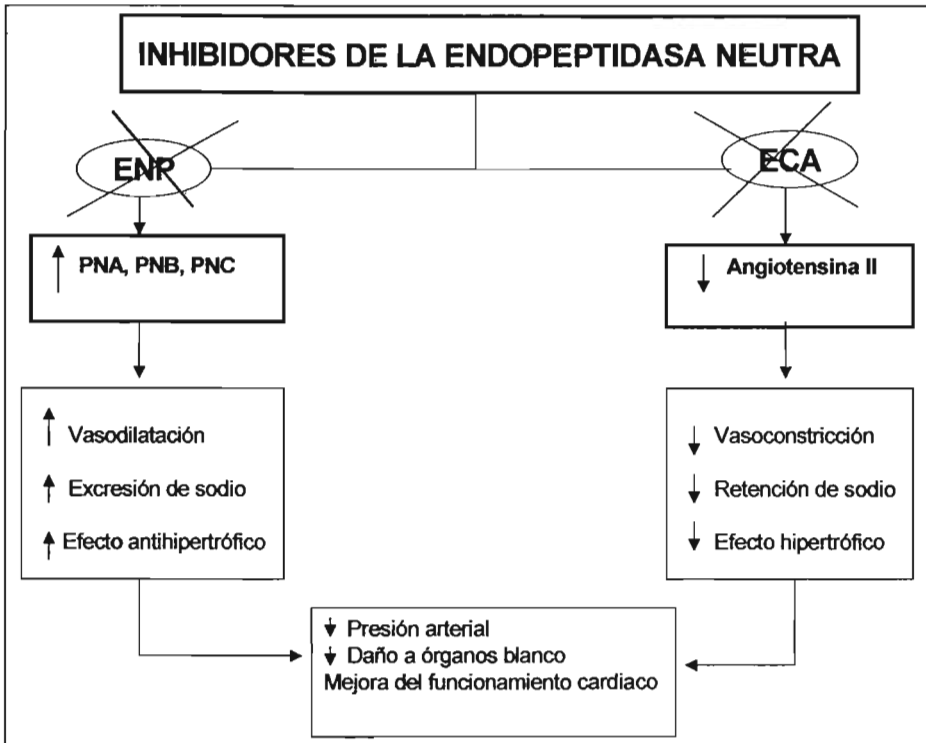 INHIBIDORES DE LA ENDOPEPTIDASA NEUTRA
ENP
ECA
PNA, PNB, PNC
Angiotensina II
Vasodilatación
Excresión de sodio
Efecto antihipertrófico
Vasoconstricción
Retención de sodio
Efecto hipertrófico
Presión arterial
Daño a órganos blanco
Mejora del funcionamiento cardiaco